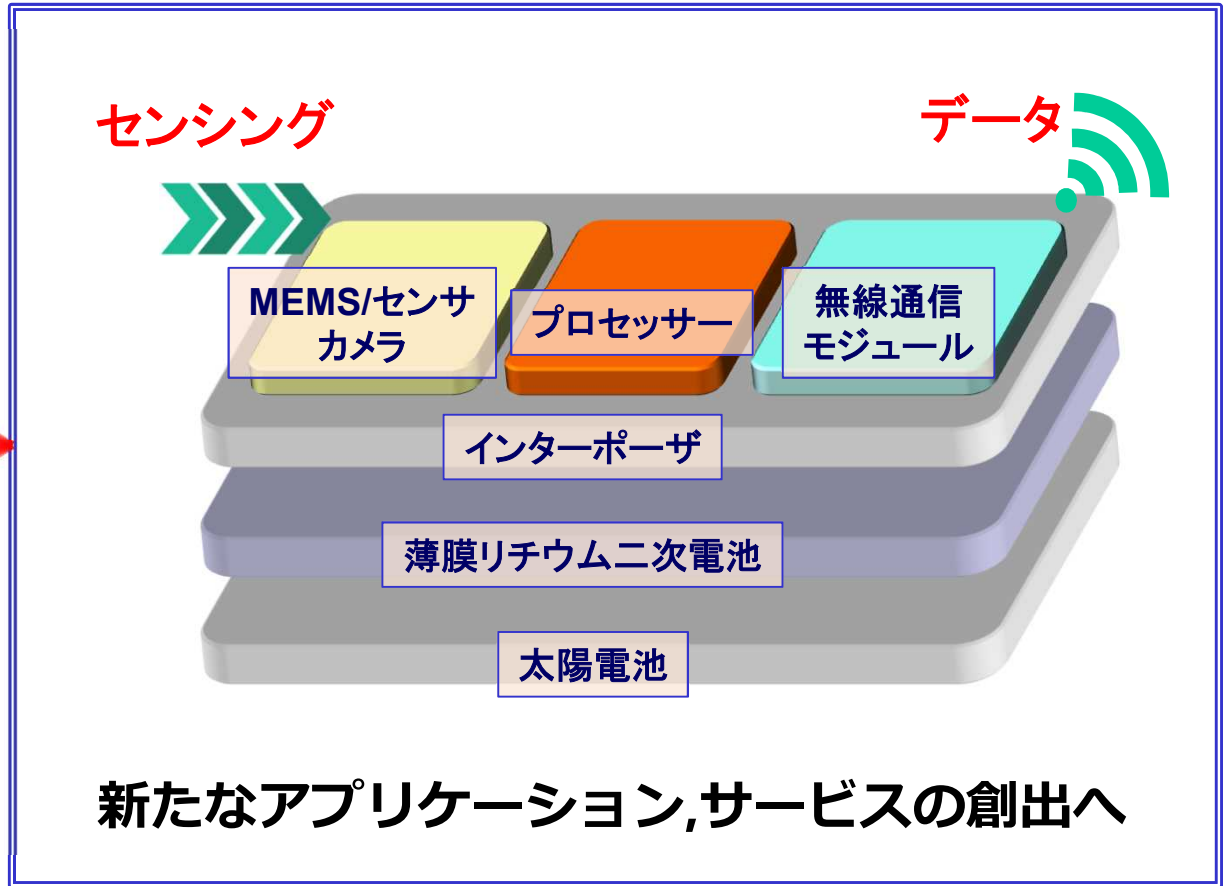 センシング
データ
MEMS/センサ
カメラ
プロセッサー
無線通信
モジュール
インターポーザ
薄膜リチウム二次電池
太陽電池
新たなアプリケーション,サービスの創出へ